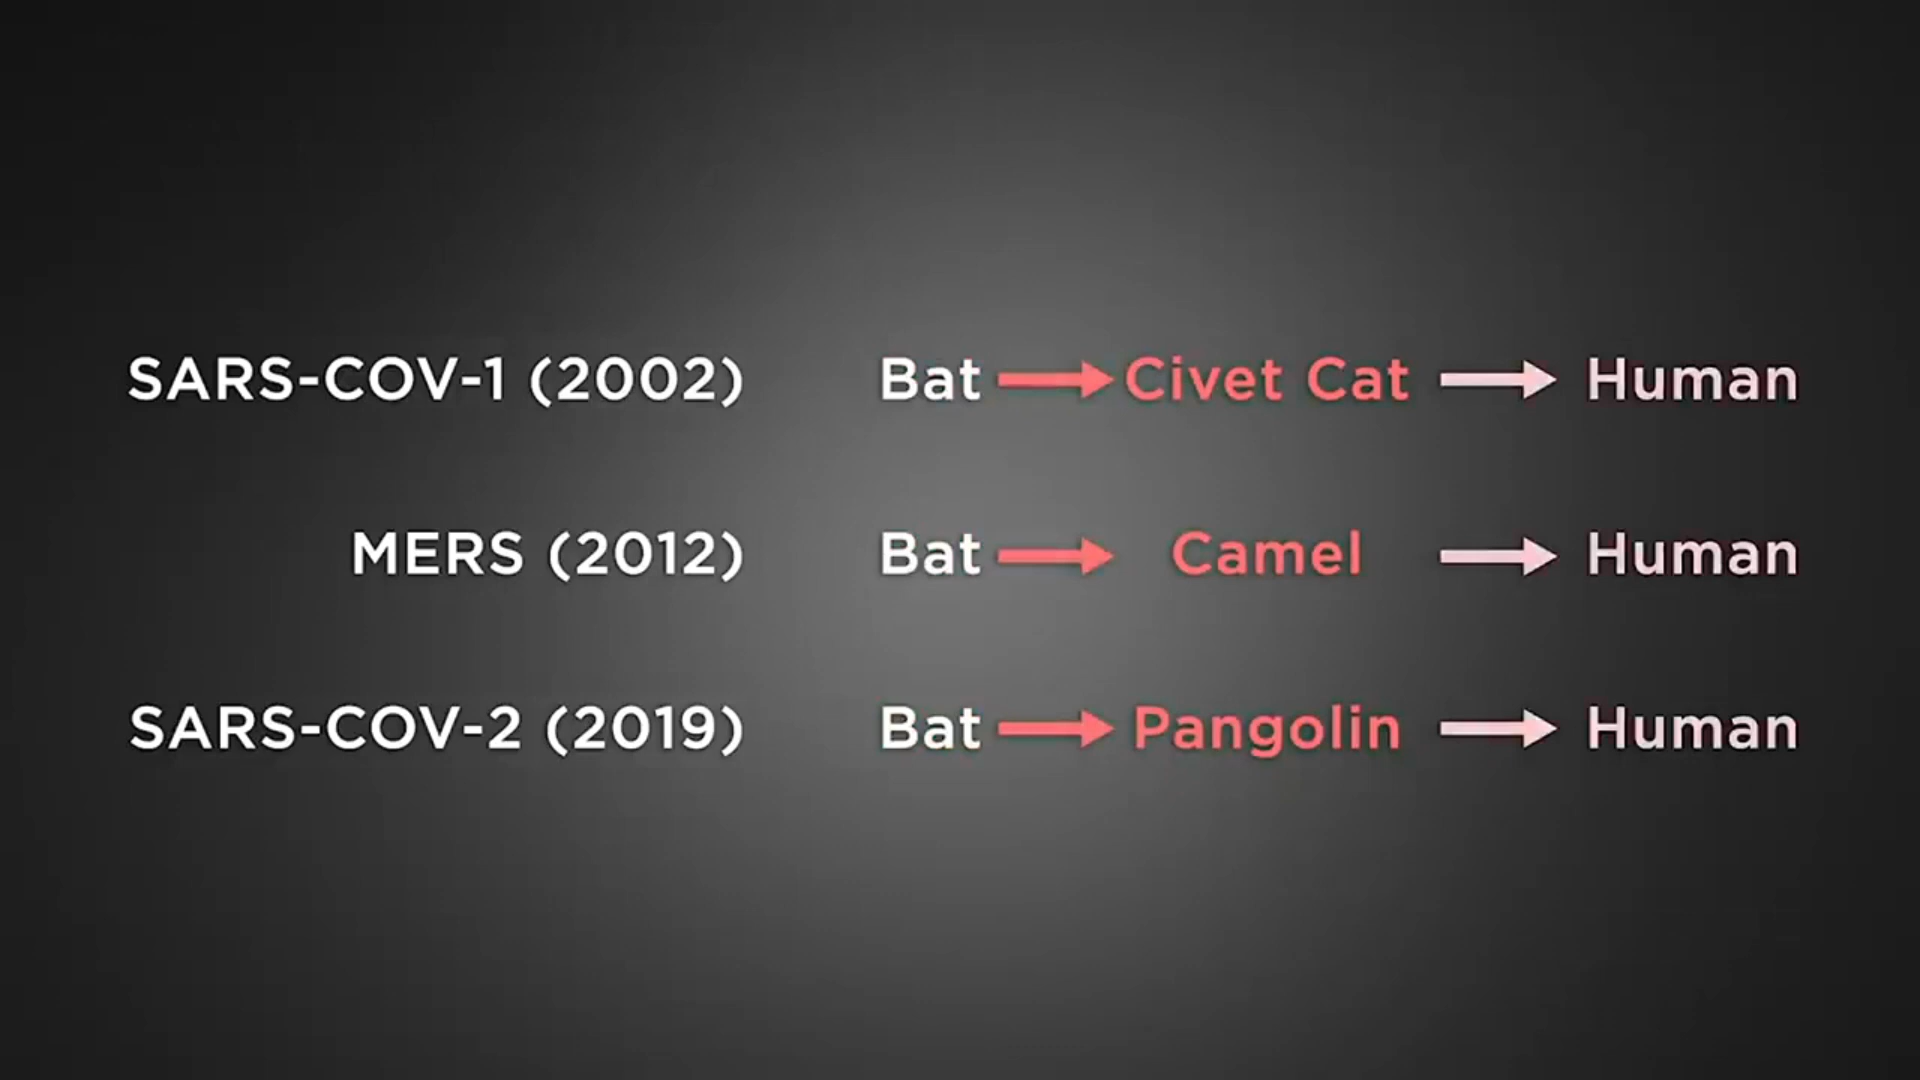 SARS-COV-1 (2002) Bat Civet Cat Human
MERS (2012) Bat Camel Human
SARS-COV-2 (2019) Bat Pangolin Human